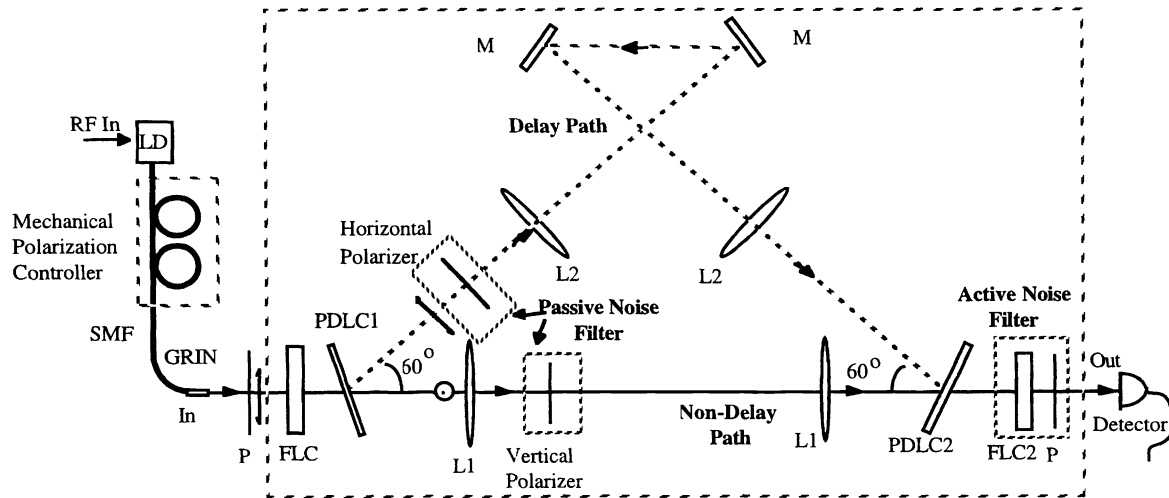 M
M
RF In
LD
Delay Path
Mechanical
Polarization
Controller
Horizontal
Polarizer
L2
L2
SMF
GRIN
PDLC1
Passive Noise
Filter
Active Noise
Filter
60°
60°
In
Out
P
FLC
L1
Non-Delay
Path
L1
PDLC2
FLC2
P
Detector
Vertical
Polarizer